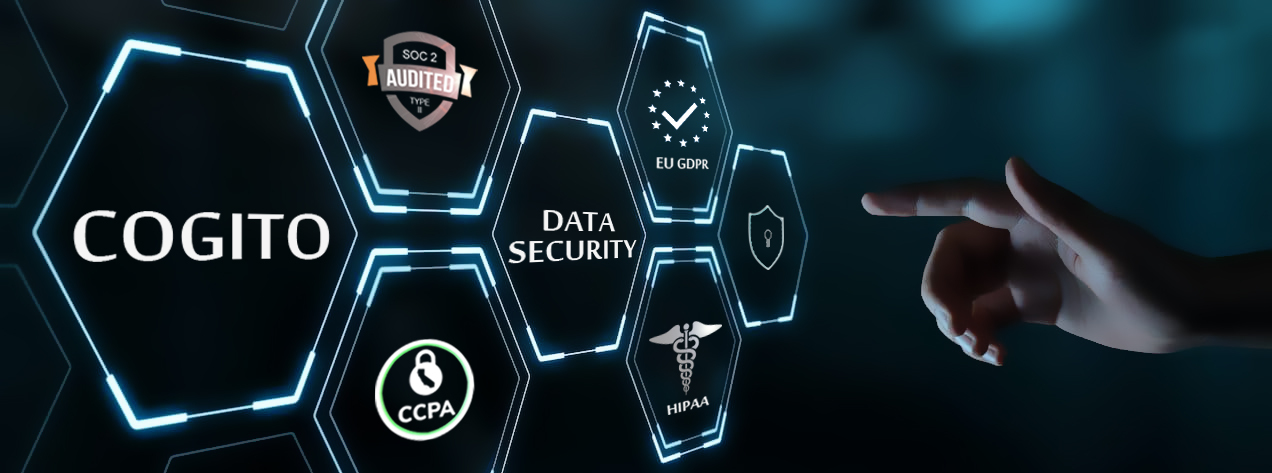 COGITO
SOC 2
AUDITED
TYPE
II
CCPA
DATA
SECURITY
EU GDPR
HIPAA